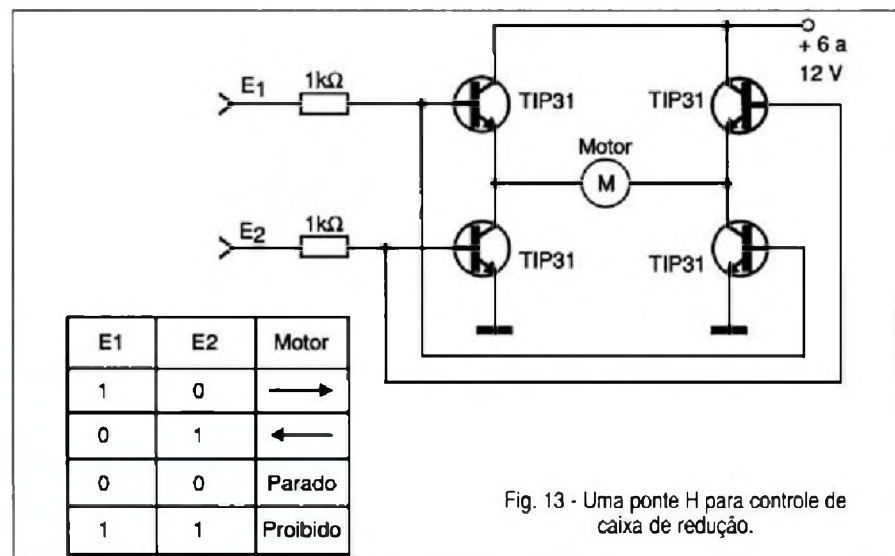 + 6 a
12 V
E1
1kΩ
TIP31
TIP31
Motor
M
E2
1kΩ
TIP31
TIP31
E1 E2 Motor
1 0 →
0 1 ←
0 0 Parado
1 1 Proibido
Fig. 13 - Uma ponte H para controle de
caixa de redução.